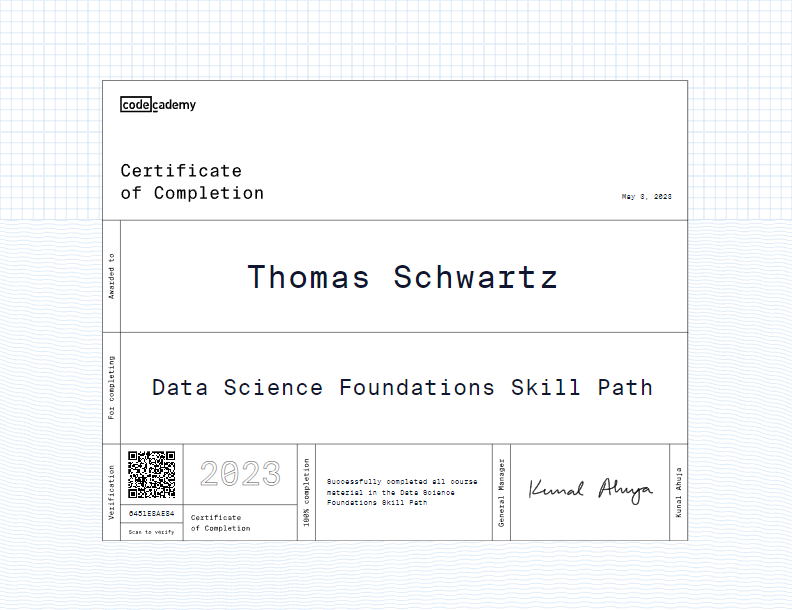 codecademy
Certificate
of Completion
May 3, 2023
Awarded to
Thomas Schwartz
For completing
Data Science Foundations Skill Path
Verification
6451E8AEB4
Scan to verify
2023
Certificate
of Completion
100% completion
Successfully completed all course
material in the Data Science
Foundations Skill Path
General Manager
Kunal Ahuja
Kunal Ahuja